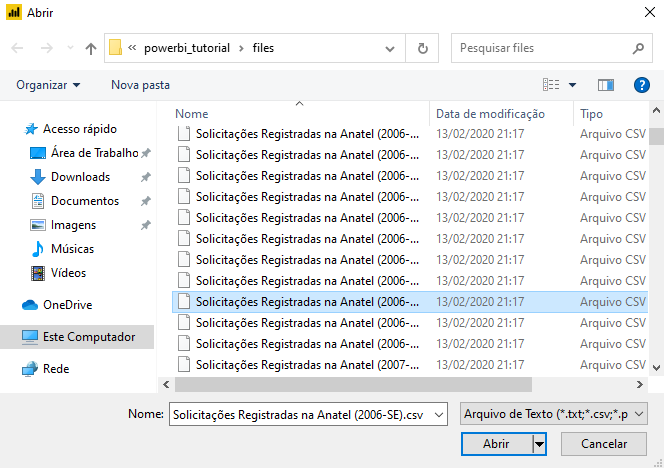 Abrir
« powerbi_tutorial › files
Pesquisar files
Organizar
Nova pasta
?
Nome
Data de modificação
Tipo
Acesso rápido
Área de Trabalho
Downloads
Documentos
Imagens
Músicas
Vídeos
OneDrive
Este Computador
Rede
Solicitações Registradas na Anatel (2006-... 13/02/2020 21:17 Arquivo CSV
Solicitações Registradas na Anatel (2006-... 13/02/2020 21:17 Arquivo CSV
Solicitações Registradas na Anatel (2006-... 13/02/2020 21:17 Arquivo CSV
Solicitações Registradas na Anatel (2006-... 13/02/2020 21:17 Arquivo CSV
Solicitações Registradas na Anatel (2006-... 13/02/2020 21:17 Arquivo CSV
Solicitações Registradas na Anatel (2006-... 13/02/2020 21:17 Arquivo CSV
Solicitações Registradas na Anatel (2006-... 13/02/2020 21:17 Arquivo CSV
Solicitações Registradas na Anatel (2006-... 13/02/2020 21:17 Arquivo CSV
Solicitações Registradas na Anatel (2006-... 13/02/2020 21:17 Arquivo CSV
Solicitações Registradas na Anatel (2006-... 13/02/2020 21:17 Arquivo CSV
Solicitações Registradas na Anatel (2006-... 13/02/2020 21:17 Arquivo CSV
Solicitações Registradas na Anatel (2007-... 13/02/2020 21:17 Arquivo CSV
Nome: Solicitações Registradas na Anatel (2006-SE).csv
Arquivo de Texto (*.txt;*.csv;*.p
Abrir
Cancelar